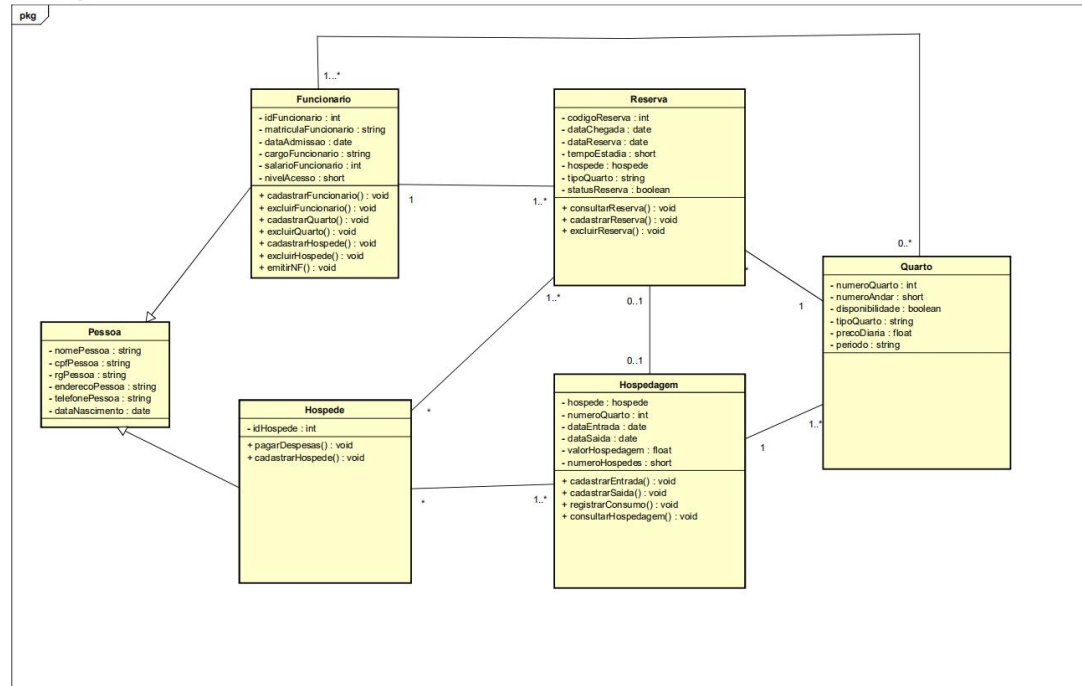 pkg
1...*
Funcionario
- idFuncionario : int
- matriculaFuncionario : string
- dataAdmissao : date
- cargoFuncionario : string
- salarioFuncionario : int
- nivelAcesso : short
+ cadastrarFuncionario() : void
+ excluirFuncionario() : void
+ cadastrarQuarto() : void
+ excluirQuarto() : void
+ cadastrarHospede() : void
+ excluirHospede() : void
+ emitirNF() : void
1
1..*
Reserva
- codigoReserva : int
- dataChegada : date
- dataReserva : date
- tempoEstadia : short
- hospede : hospede
- tipoQuarto : string
- statusReserva : boolean
+ consultarReserva() : void
+ cadastrarReserva() : void
+ excluirReserva() : void
0..*
*
1
Quarto
- numeroQuarto : int
- numeroAndar : short
- disponibilidade : boolean
- tipoQuarto : string
- precoDiaria : float
- periodo : string
1..*
0..1
0..1
Pessoa
- nomePessoa : string
- cpfPessoa : string
- rgPessoa : string
- enderecoPessoa : string
- telefonePessoa : string
- dataNascimento : date
Hospede
- idHospede : int
+ pagarDespesas() : void
+ cadastrarHospede() : void
*
*
1..*
Hospedagem
- hospede : hospede
- numeroQuarto : int
- dataEntrada : date
- dataSaida : date
- valorHospedagem : float
- numeroHospedes : short
+ cadastrarEntrada() : void
+ cadastrarSaida() : void
+ registrarConsumo() : void
+ consultarHospedagem() : void
1
1..*